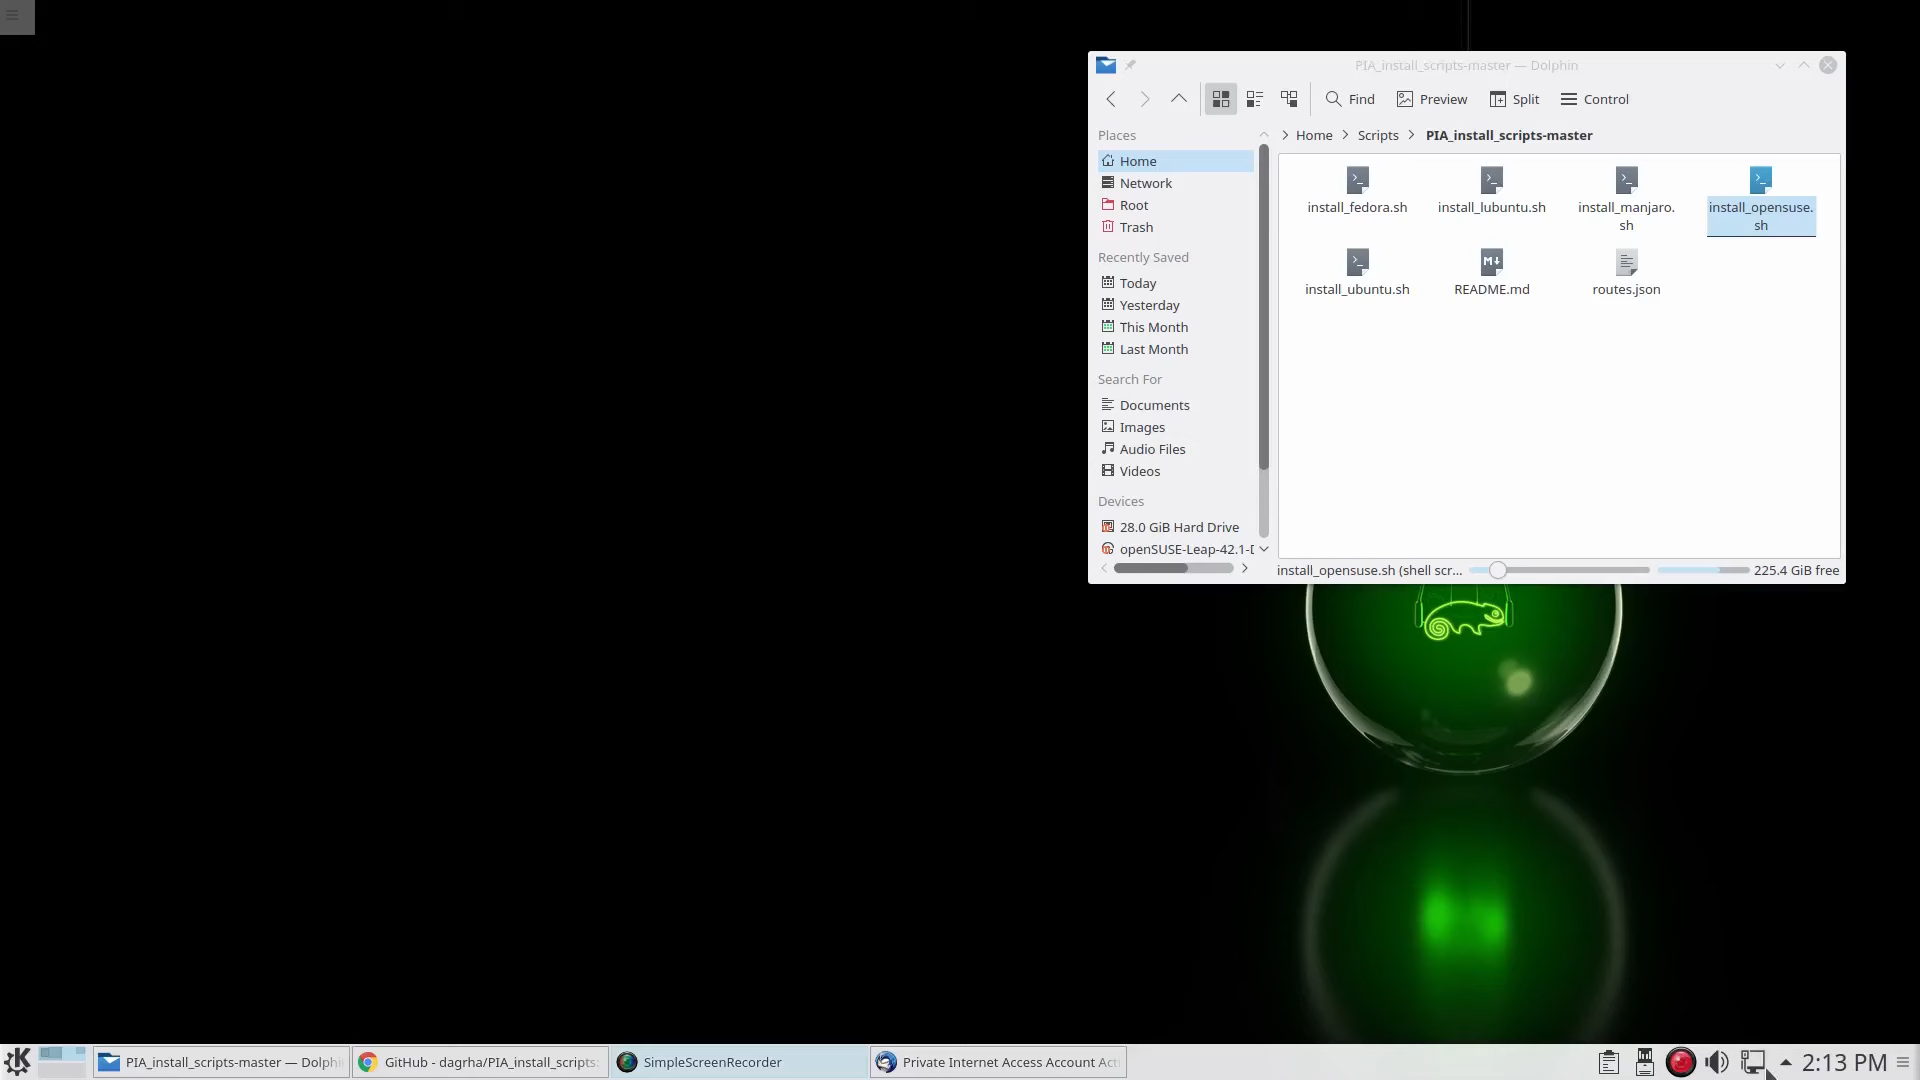 PIA_install_scripts-master — Dolphin
Find Preview Split Control
Places
Home
Network
Root
Trash
Recently Saved
Today
Yesterday
This Month
Last Month
Search For
Documents
Images
Audio Files
Videos
Devices
28.0 GiB Hard Drive
openSUSE-Leap-42.1-D
Home Scripts PIA_install_scripts-master
install_fedora.sh
install_lubuntu.sh
install_manjaro.
sh
install_opensuse.
sh
install_ubuntu.sh
README.md
routes.json
install_opensuse.sh (shell scr... 225.4 GiB free
PIA_install_scripts-master — Dolphi GitHub - dagrha/PIA_install_scripts: SimpleScreenRecorder Private Internet Access Account Acti 2:13 PM